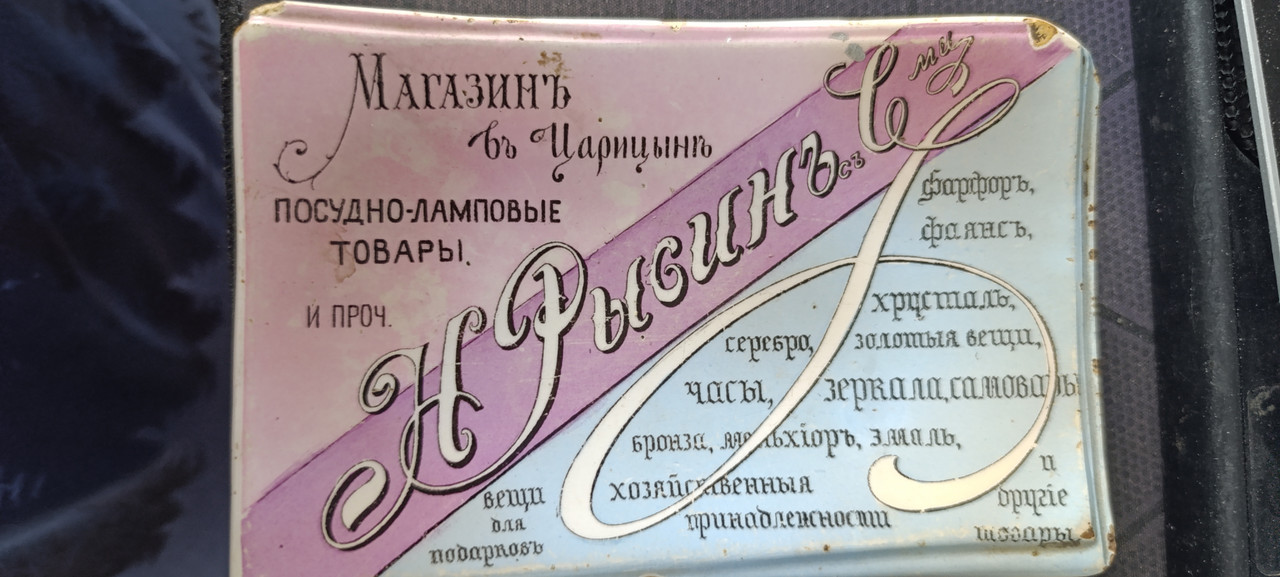 Магазинъ
въ Царицынѣ
ПОСУДНО-ЛАМПОВЫЕ
ТОВАРЫ.
И ПРОЧ.
Н Рысинъ съ Сми
фарфоръ,
фаянсъ,
хрусталь,
серебро, золотыя вещи,
часы, зеркала, самовары
бронза, мельхіоръ, эмаль,
хозяйственныя
принадлежности
вещи
для
подарковъ
и
другіе
товары.